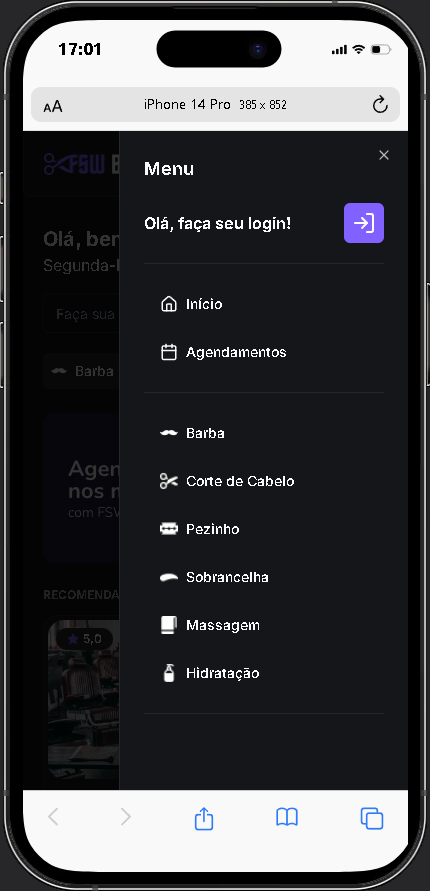 17:01
AA
iPhone 14 Pro 385 x 852
FSW B
Menu
Olá, faça seu login!
Olá, ben
Segunda-
Faça sua
Início
Agendamentos
Barba
Barba
Corte de Cabelo
Agen
nos n
com FSV
Pezinho
Sobrancelha
RECOMENDA
Massagem
5,0
Hidratação